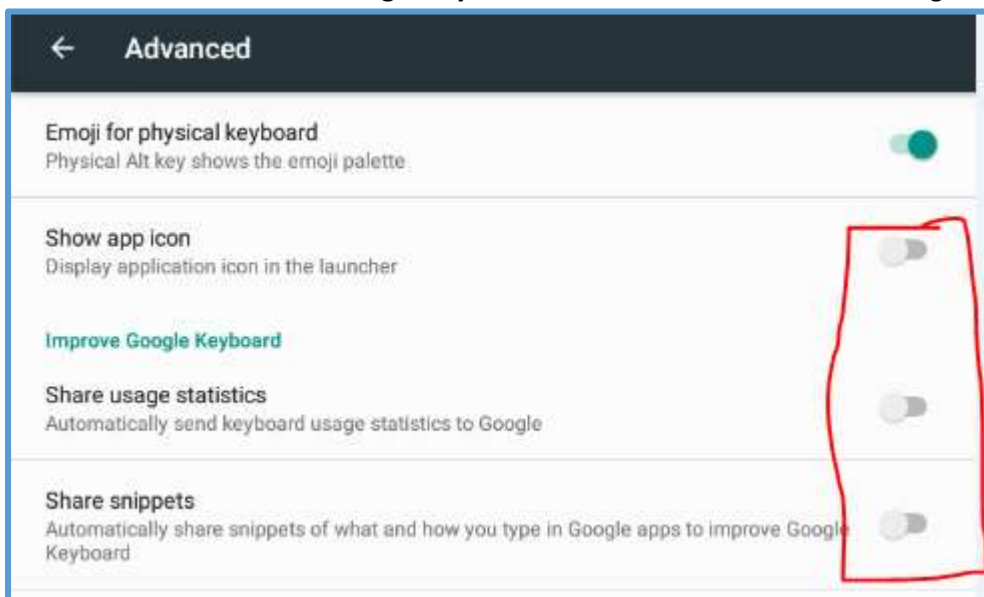 Advanced
Emoji for physical keyboard
Physical Alt key shows the emoji palette
Show app icon
Display application icon in the launcher
Improve Google Keyboard
Share usage statistics
Automatically send keyboard usage statistics to Google
Share snippets
Automatically share snippets of what and how you type in Google apps to improve Google
Keyboard